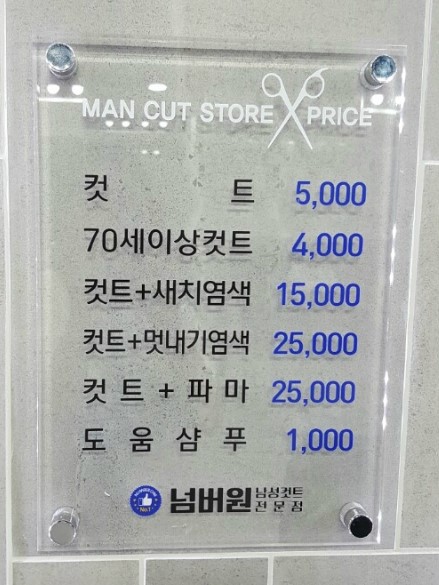 MAN CUT STORE PRICE
컷 트 5,000
70세이상컷트 4,000
컷트+새치염색 15,000
컷트+멋내기염색 25,000
컷 트 + 파 마 25,000
도 움 샴 푸 1,000
넘버원 남성컷트
전문점